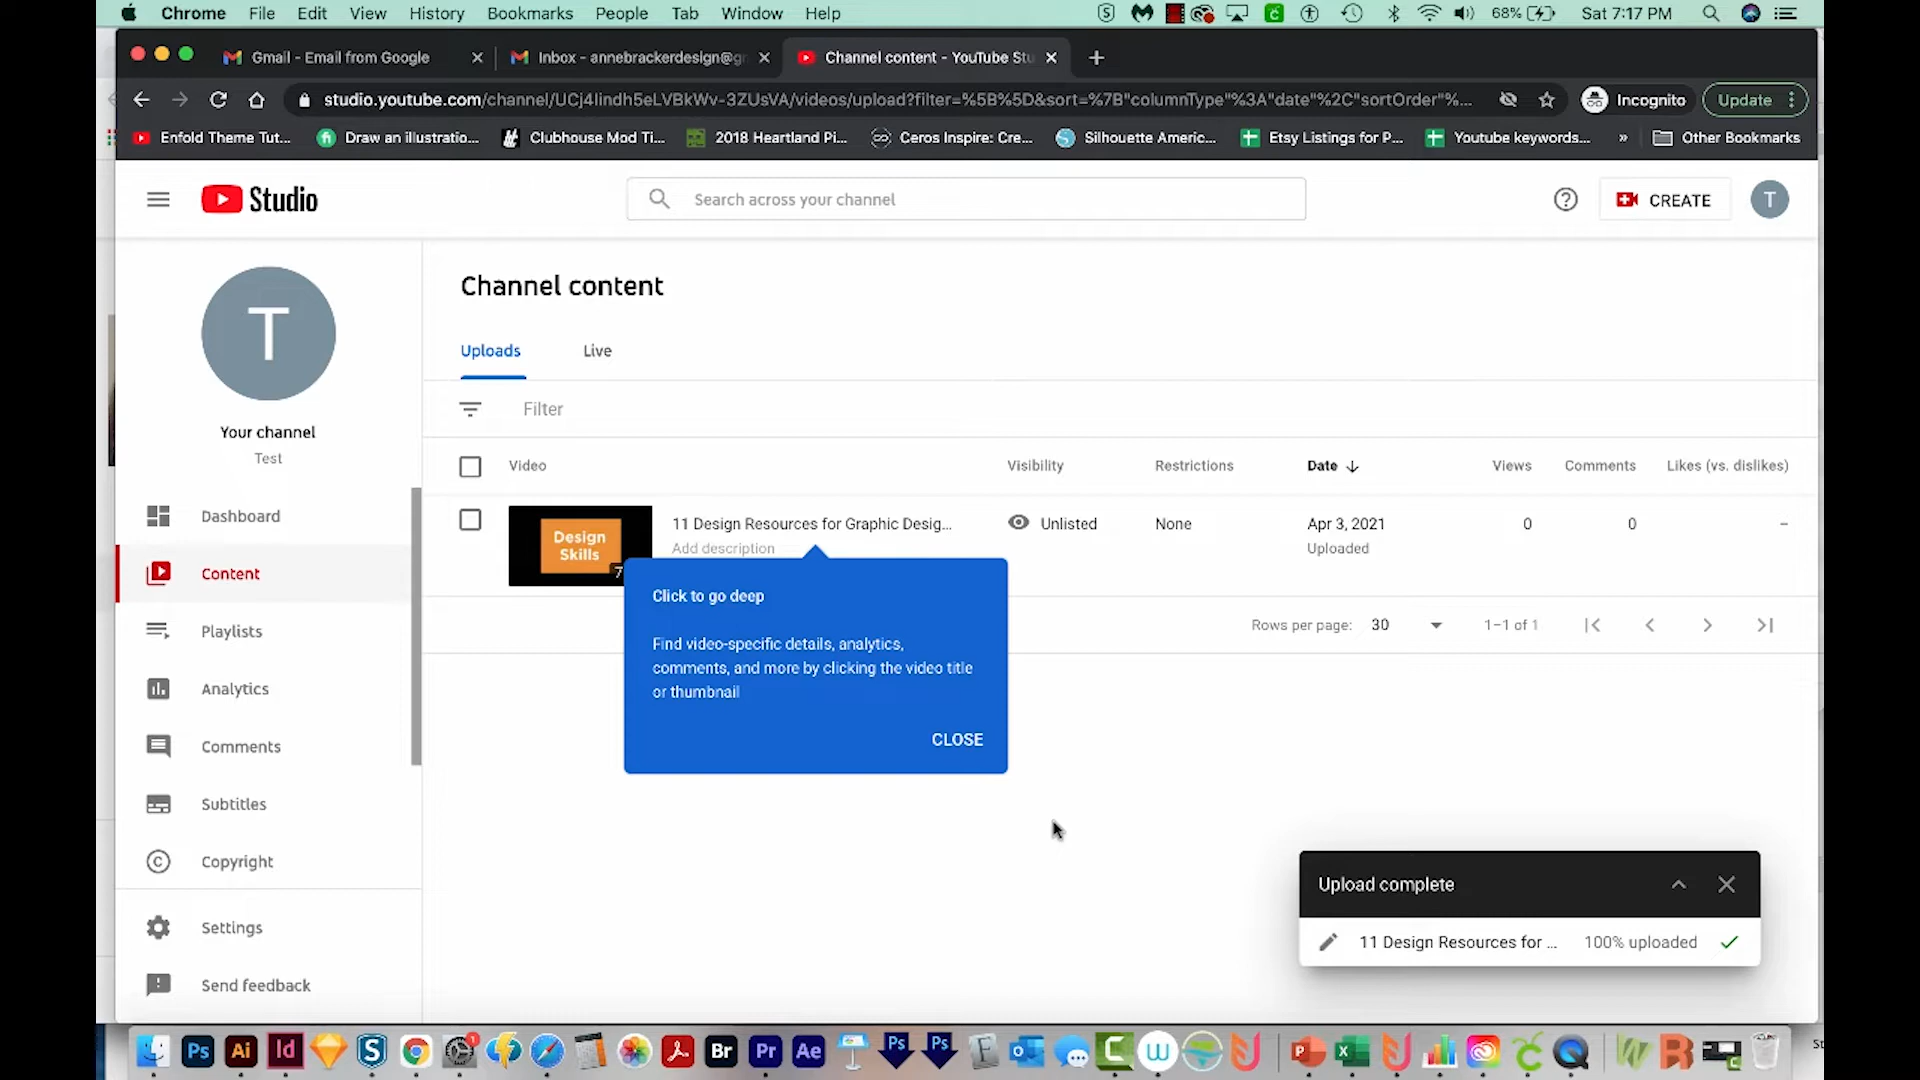 Chrome File Edit View History Bookmarks People Tab Window Help 68% Sat 7:17 PM
Gmail - Email from Google Inbox - annebrackerdesign@g Channel content - YouTube Stu
studio.youtube.com/channel/UCj4lindh5eLVBkWv-3ZUsVA/videos/upload?filter=%5B%5D&sort=%7B"columnType"%3A"date"%2C"sortOrder"%... Incognito Update
Enfold Theme Tut... Draw an illustratio... Clubhouse Mod Ti... 2018 Heartland Pi... Ceros Inspire: Cre... Silhouette Americ... Etsy Listings for P... Youtube keywords... » Other Bookmarks
Studio Search across your channel CREATE T
T
Your channel
Test
Dashboard
Content
Playlists
Analytics
Comments
Subtitles
Copyright
Settings
Send feedback
Channel content
Uploads Live
Filter
Video Visibility Restrictions Date Views Comments Likes (vs. dislikes)
Design
Skills
7
11 Design Resources for Graphic Desig... Unlisted None Apr 3, 2021 0 0 –
Add description Uploaded
Click to go deep
Find video-specific details, analytics,
comments, and more by clicking the video title
or thumbnail
CLOSE
Rows per page: 30 1–1 of 1
Upload complete
11 Design Resources for ... 100% uploaded
Ps Ai Id S Br Pr Ae Ps Ps